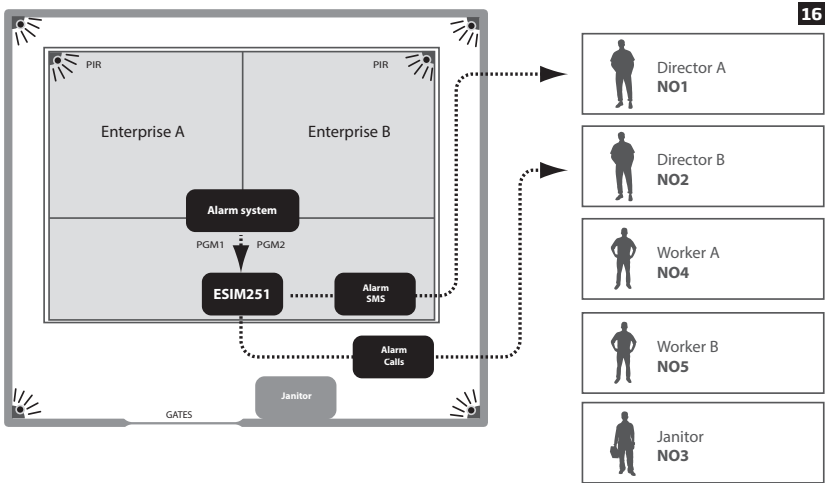 16
PIR
PIR
Enterprise A
Enterprise B
Alarm system
PGM1
PGM2
ESIM251
Alarm
SMS
Alarm
Calls
Janitor
GATES
Director A
NO1
Director B
NO2
Worker A
NO4
Worker B
NO5
Janitor
NO3